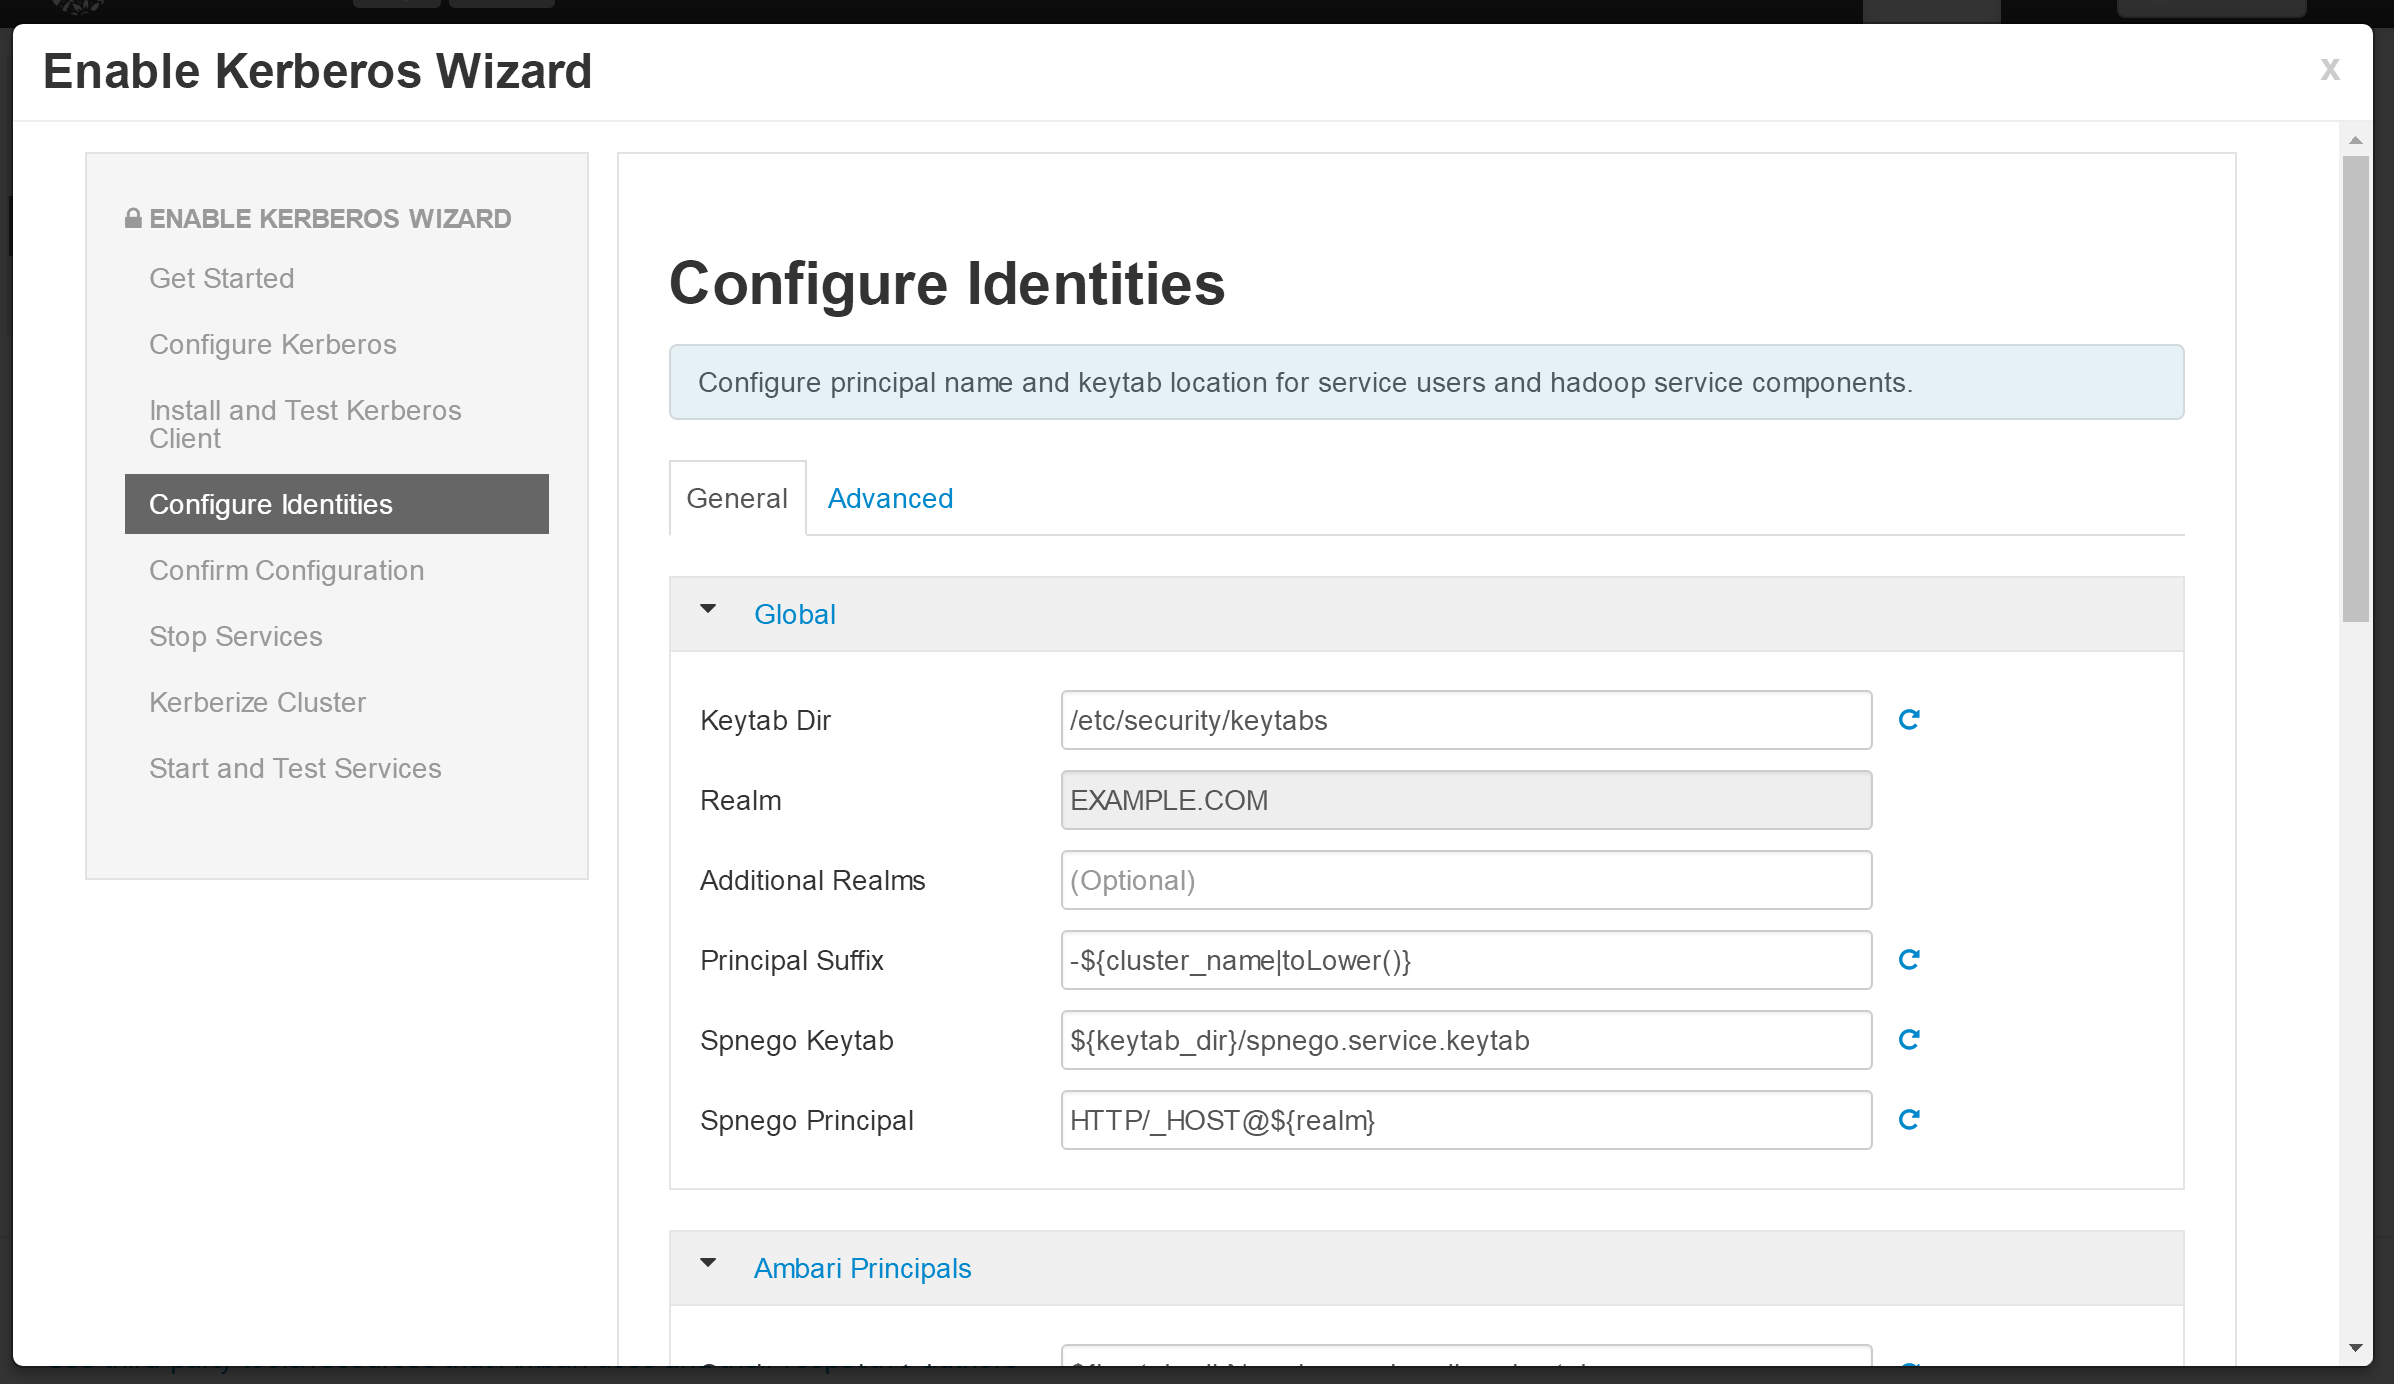 Enable Kerberos Wizard
x
ENABLE KERBEROS WIZARD
Get Started
Configure Kerberos
Install and Test Kerberos
Client
Configure Identities
Confirm Configuration
Stop Services
Kerberize Cluster
Start and Test Services
Configure Identities
Configure principal name and keytab location for service users and hadoop service components.
General
Advanced
Global
Keytab Dir
/etc/security/keytabs
Realm
EXAMPLE.COM
Additional Realms
(Optional)
Principal Suffix
-${cluster_name|toLower()}
Spnego Keytab
${keytab_dir}/spnego.service.keytab
Spnego Principal
HTTP/_HOST@${realm}
Ambari Principals